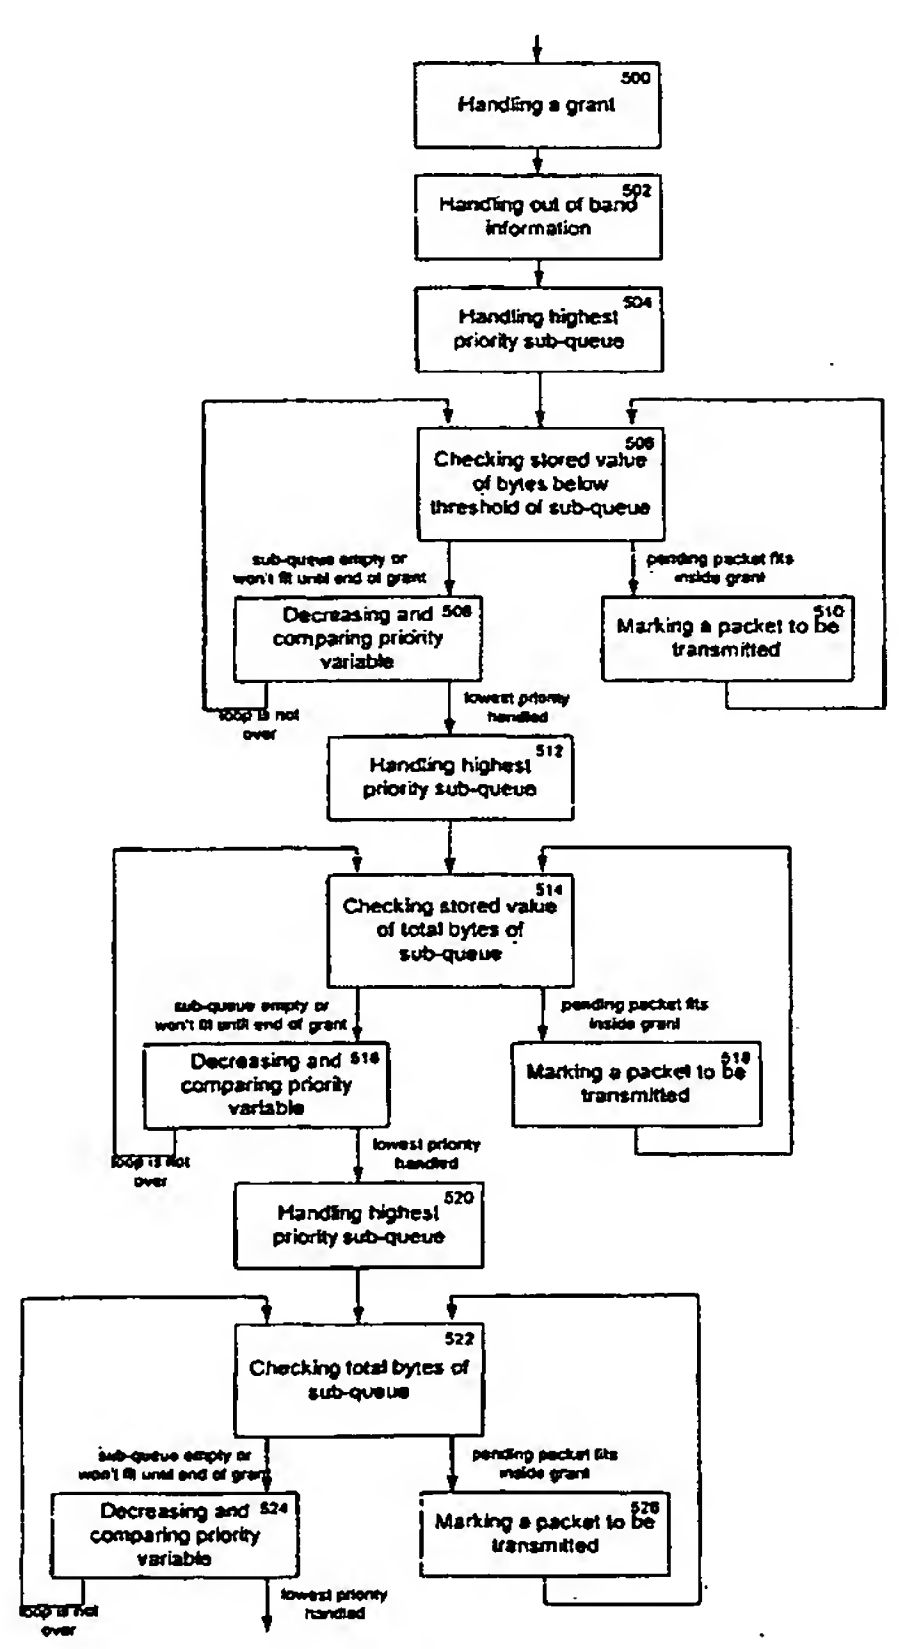 500
Handling a grant
502
Handling out of band
information
504
Handling highest
priority sub-queue
506
Checking stored value
of bytes below
threshold of sub-queue
sub-queue empty or
won't fit until end of grant
pending packet fits
inside grant
Decreasing and 508
comparing priority
variable
510
Marking a packet to be
transmitted
loop is not
over
lowest priority
handled
512
Handling highest
priority sub-queue
514
Checking stored value
of total bytes of
sub-queue
sub-queue empty or
won't fit until end of grant
pending packet fits
inside grant
Decreasing and 516
comparing priority
variable
518
Marking a packet to be
transmitted
loop is not
over
lowest priority
handled
520
Handling highest
priority sub-queue
522
Checking total bytes of
sub-queue
sub-queue empty or
won't fit until end of grant
pending packet fits
inside grant
Decreasing and 524
comparing priority
variable
526
Marking a packet to be
transmitted
loop is not
over
lowest priority
handled